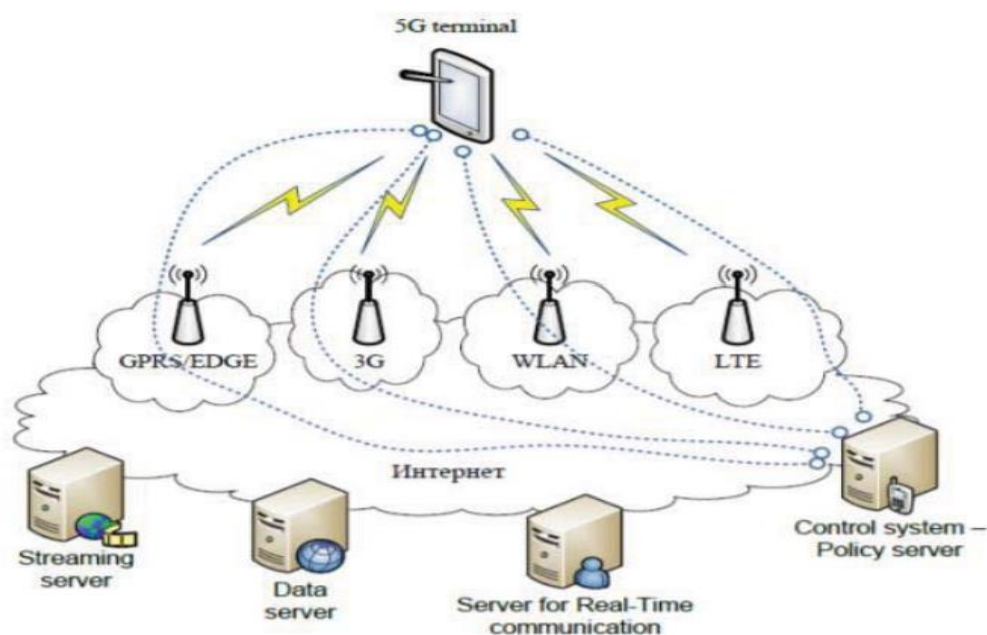 5G terminal
GPRS/EDGE
3G
WLAN
LTE
Интернет
Streaming
server
Data
server
Server for Real-Time
communication
Control system –
Policy server